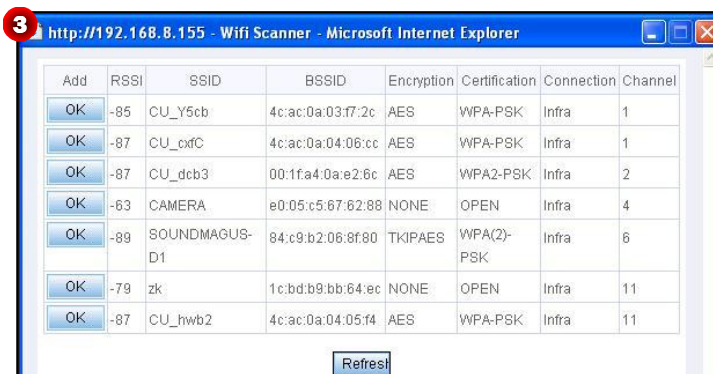 3
http://192.168.8.155 - Wifi Scanner - Microsoft Internet Explorer
Add RSSI SSID BSSID Encryption Certification Connection Channel
OK -85 CU_Y5cb 4c:ac:0a:03:f7:2c AES WPA-PSK Infra 1
OK -87 CU_cxfC 4c:ac:0a:04:06:cc AES WPA-PSK Infra 1
OK -87 CU_dcb3 00:1f:a4:0a:e2:6c AES WPA2-PSK Infra 2
OK -63 CAMERA e0:05:c5:67:62:88 NONE OPEN Infra 4
OK -89 SOUNDMAGUS- 84:c9:b2:06:8f:80 TKIPAES WPA(2)- Infra 6
D1 PSK
OK -79 zk 1c:bd:b9:bb:64:ec NONE OPEN Infra 11
OK -87 CU_hwb2 4c:ac:0a:04:05:f4 AES WPA-PSK Infra 11
Refresh